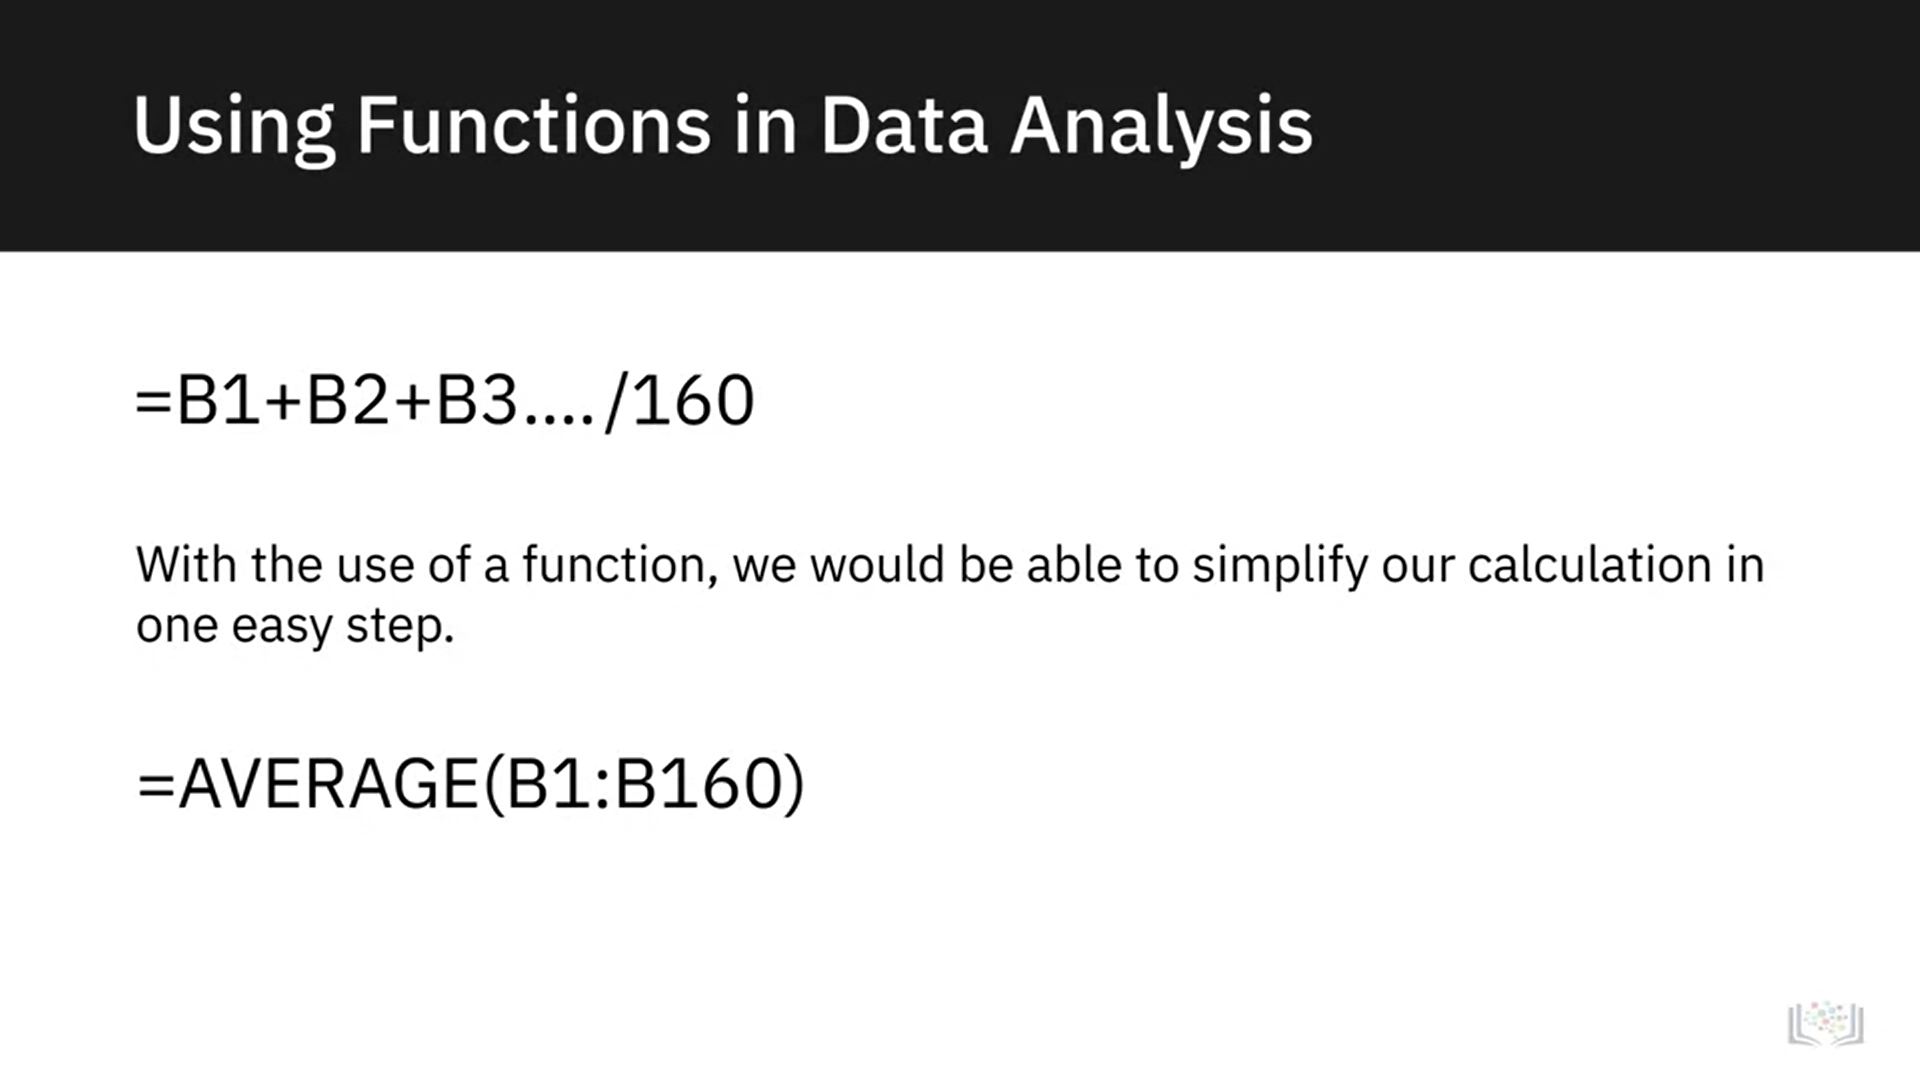 Using Functions in Data Analysis
=B1+B2+B3..../160
With the use of a function, we would be able to simplify our calculation in
one easy step.
=AVERAGE(B1:B160)